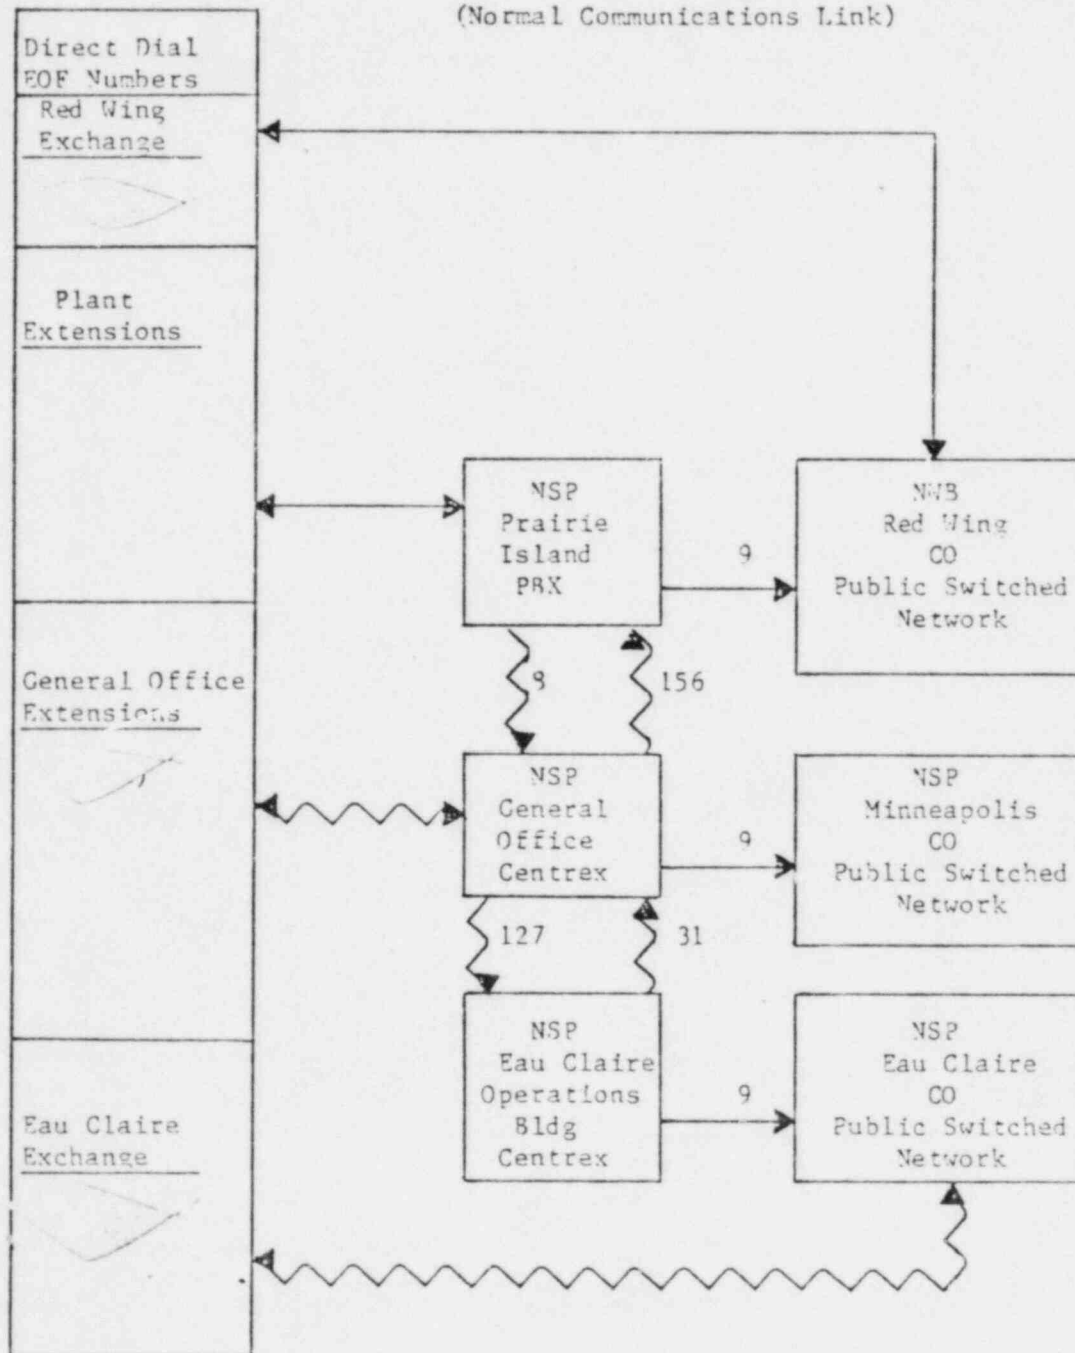 (Normal Communications Link)
Direct Dial
EOF Numbers
Red Wing
Exchange
Plant
Extensions
General Office
Extensions
Eau Claire
Exchange
NSP
Prairie
Island
PBX
9
NWB
Red Wing
CO
Public Switched
Network
8
156
NSP
General
Office
Centrex
9
NSP
Minneapolis
CO
Public Switched
Network
127
31
NSP
Eau Claire
Operations
Bldg
Centrex
9
NSP
Eau Claire
CO
Public Switched
Network